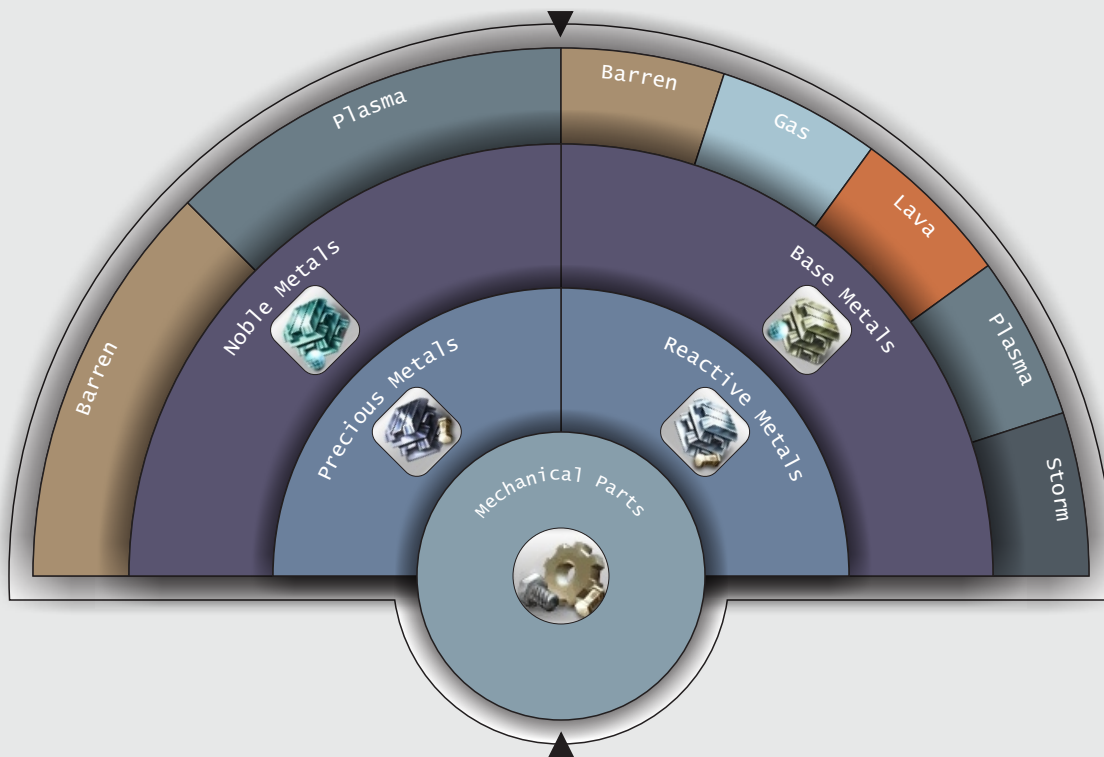 Barren
Plasma
Barren
Gas
Lava
Plasma
Storm
Noble Metals
Base Metals
Precious Metals
Reactive Metals
Mechanical Parts